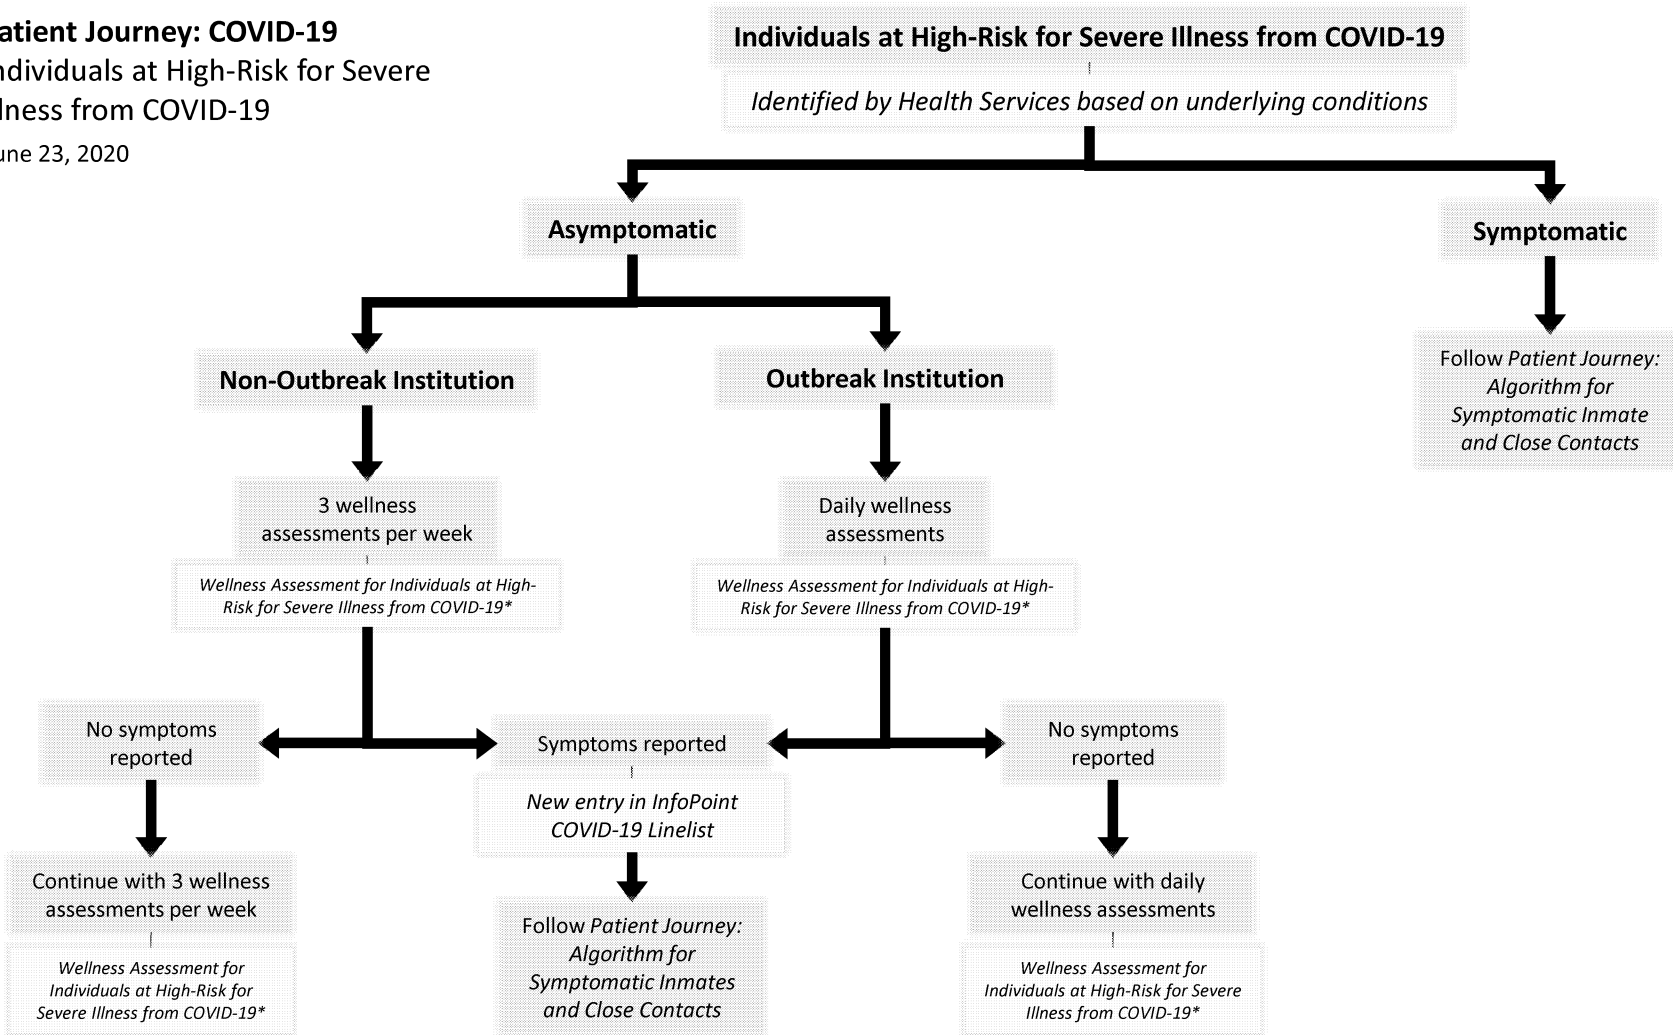 atient Journey: COVID-19
ndividuals at High-Risk for Severe
llness from COVID-19
une 23, 2020
Individuals at High-Risk for Severe Illness from COVID-19
Identified by Health Services based on underlying conditions
Asymptomatic
Symptomatic
Non-Outbreak Institution
Outbreak Institution
Follow Patient Journey:
Algorithm for
Symptomatic Inmate
and Close Contacts
3 wellness
assessments per week
Wellness Assessment for Individuals at High-
Risk for Severe Illness from COVID-19*
Daily wellness
assessments
Wellness Assessment for Individuals at High-
Risk for Severe Illness from COVID-19*
No symptoms
reported
Symptoms reported
New entry in InfoPoint
COVID-19 Linelist
No symptoms
reported
Continue with 3 wellness
assessments per week
Wellness Assessment for
Individuals at High-Risk for
Severe Illness from COVID-19*
Follow Patient Journey:
Algorithm for
Symptomatic Inmates
and Close Contacts
Continue with daily
wellness assessments
Wellness Assessment for
Individuals at High-Risk for Severe
Illness from COVID-19*